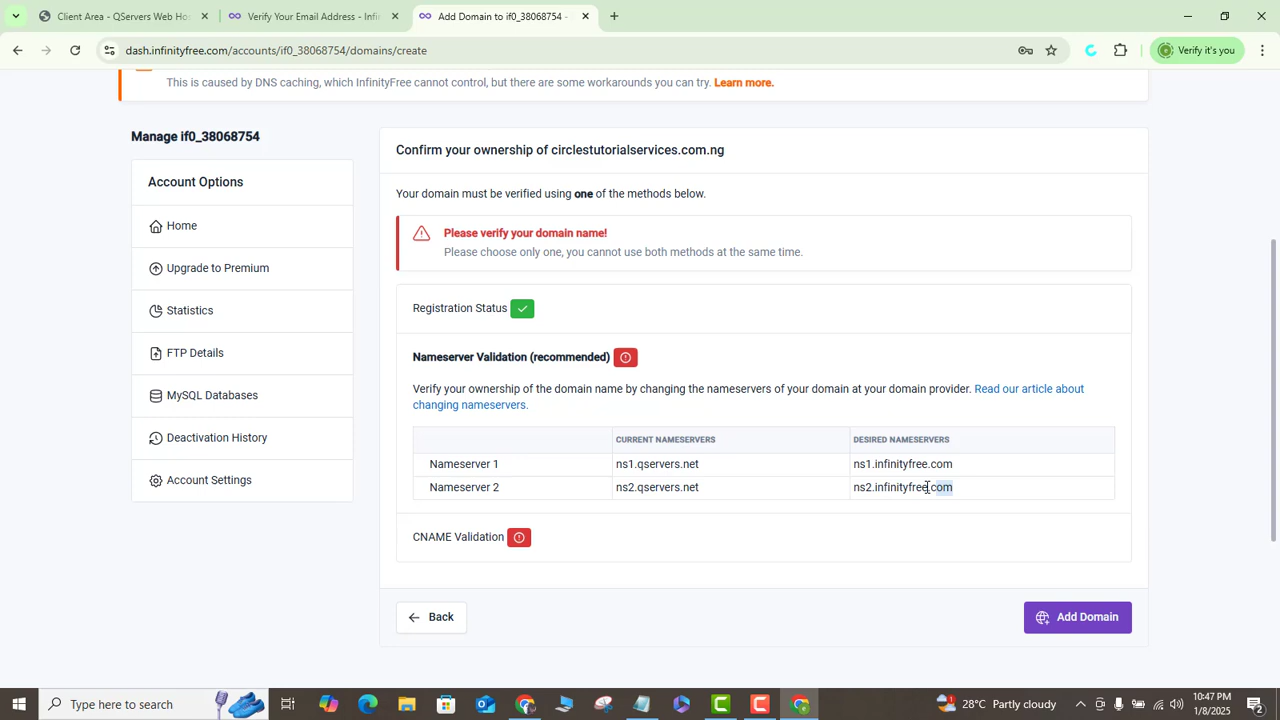 Client Area - QServers Web Hos
Verify Your Email Address - Infin
Add Domain to if0_38068754 -
dash.infinityfree.com/accounts/if0_38068754/domains/create
Verify it's you
This is caused by DNS caching, which InfinityFree cannot control, but there are some workarounds you can try. Learn more.
Manage if0_38068754
Account Options
Home
Upgrade to Premium
Statistics
FTP Details
MySQL Databases
Deactivation History
Account Settings
Confirm your ownership of circlestutorialservices.com.ng
Your domain must be verified using one of the methods below.
Please verify your domain name!
Please choose only one, you cannot use both methods at the same time.
Registration Status
Nameserver Validation (recommended)
Verify your ownership of the domain name by changing the nameservers of your domain at your domain provider. Read our article about
changing nameservers.
CURRENT NAMESERVERS DESIRED NAMESERVERS
Nameserver 1 ns1.qservers.net ns1.infinityfree.com
Nameserver 2 ns2.qservers.net ns2.infinityfree.com
CNAME Validation
Back
Add Domain
Type here to search
28°C Partly cloudy
10:47 PM
1/8/2025
2